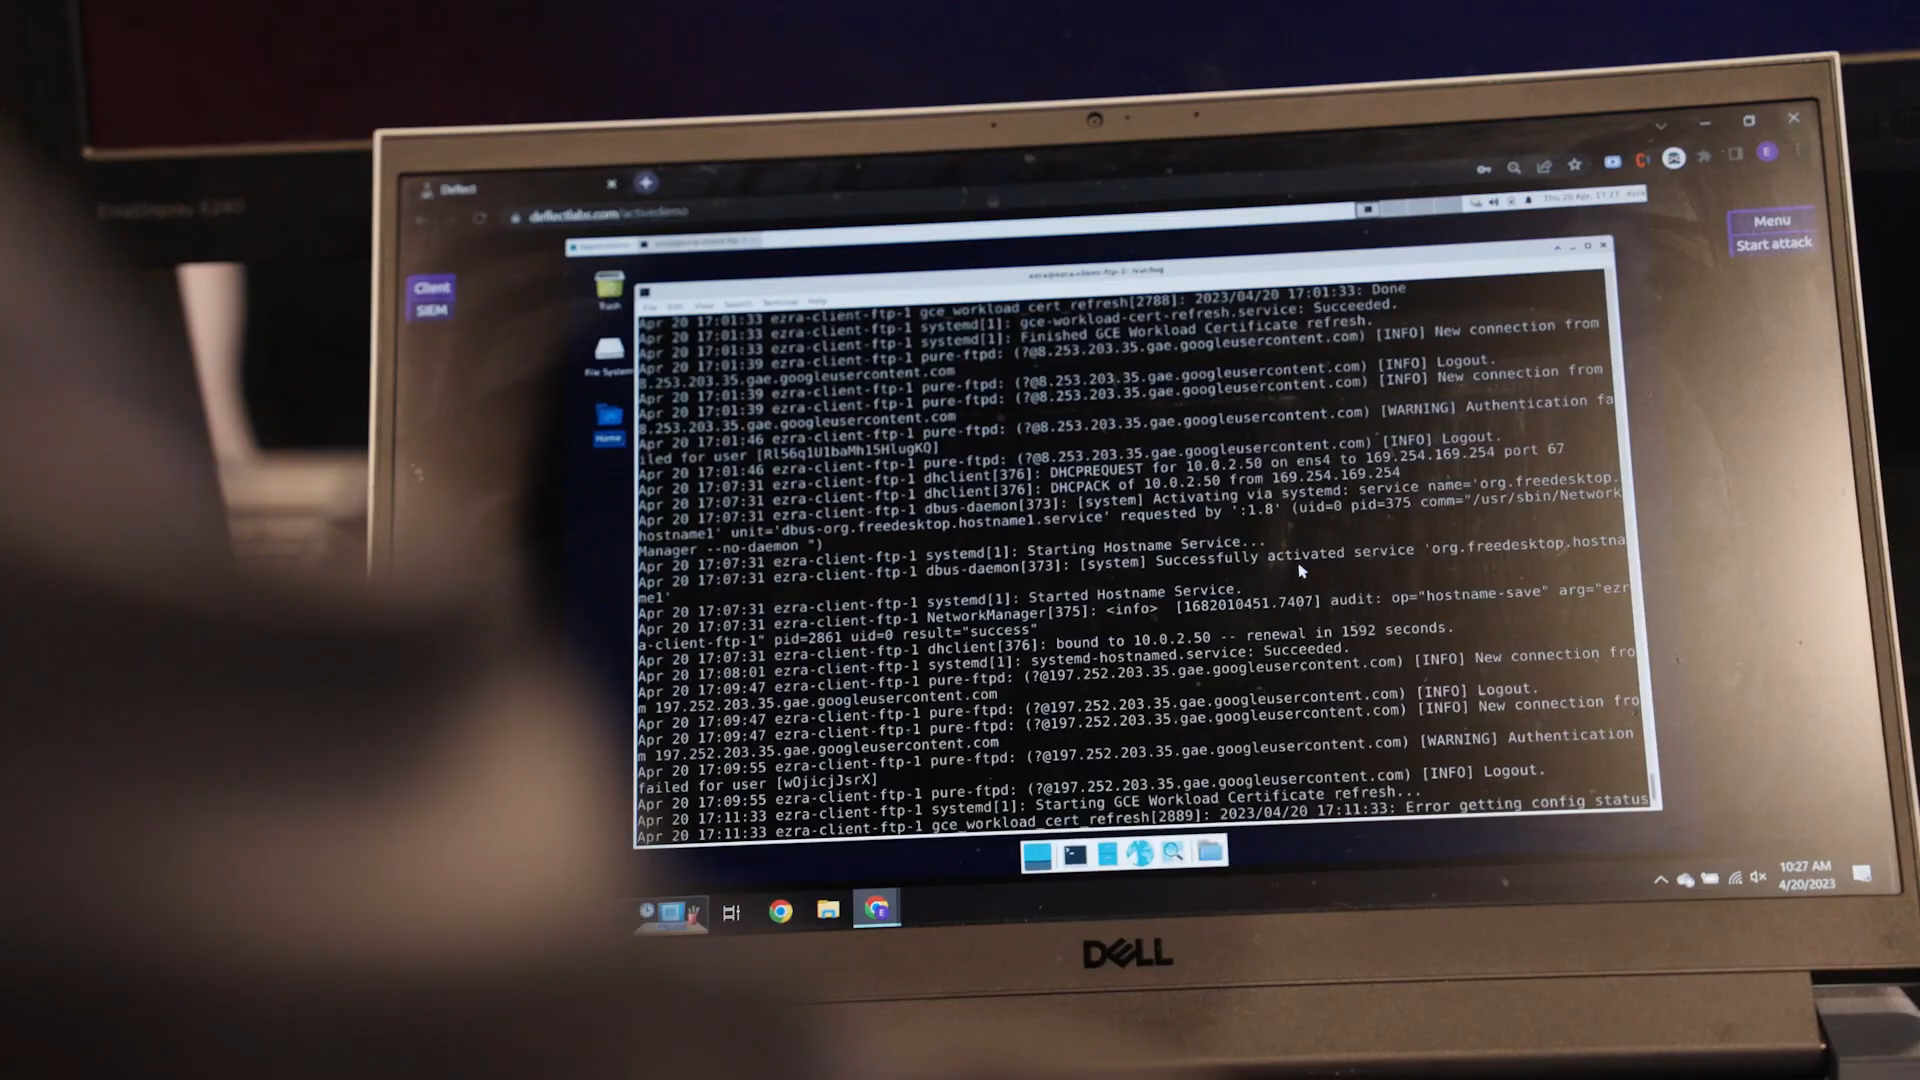 Deflect
deflectlabs.com/activedemo
Thu 20 Apr, 17:27
Menu
Start attack
Client
SIEM
Trash
File System
Home
ezra@ezra-client-ftp-1: /var/log
File Edit View Search Terminal Help
Apr 20 17:01:33 ezra-client-ftp-1 gce_workload_cert_refresh[2788]: 2023/04/20 17:01:33: Done
Apr 20 17:01:33 ezra-client-ftp-1 systemd[1]: gce-workload-cert-refresh.service: Succeeded.
Apr 20 17:01:33 ezra-client-ftp-1 systemd[1]: Finished GCE Workload Certificate refresh.
Apr 20 17:01:39 ezra-client-ftp-1 pure-ftpd: (?@8.253.203.35.gae.googleusercontent.com) [INFO] New connection from
8.253.203.35.gae.googleusercontent.com
Apr 20 17:01:39 ezra-client-ftp-1 pure-ftpd: (?@8.253.203.35.gae.googleusercontent.com) [INFO] Logout.
Apr 20 17:01:39 ezra-client-ftp-1 pure-ftpd: (?@8.253.203.35.gae.googleusercontent.com) [INFO] New connection from
8.253.203.35.gae.googleusercontent.com
Apr 20 17:01:46 ezra-client-ftp-1 pure-ftpd: (?@8.253.203.35.gae.googleusercontent.com) [WARNING] Authentication fa
iled for user [Rl56q1U1baMh15HlugKQ]
Apr 20 17:01:46 ezra-client-ftp-1 pure-ftpd: (?@8.253.203.35.gae.googleusercontent.com) [INFO] Logout.
Apr 20 17:07:31 ezra-client-ftp-1 dhclient[376]: DHCPREQUEST for 10.0.2.50 on ens4 to 169.254.169.254 port 67
Apr 20 17:07:31 ezra-client-ftp-1 dhclient[376]: DHCPACK of 10.0.2.50 from 169.254.169.254
Apr 20 17:07:31 ezra-client-ftp-1 dbus-daemon[373]: [system] Activating via systemd: service name='org.freedesktop.
hostname1' unit='dbus-org.freedesktop.hostname1.service' requested by ':1.8' (uid=0 pid=375 comm="/usr/sbin/Network
Manager --no-daemon ")
Apr 20 17:07:31 ezra-client-ftp-1 systemd[1]: Starting Hostname Service...
Apr 20 17:07:31 ezra-client-ftp-1 dbus-daemon[373]: [system] Successfully activated service 'org.freedesktop.hostna
me1'
Apr 20 17:07:31 ezra-client-ftp-1 systemd[1]: Started Hostname Service.
Apr 20 17:07:31 ezra-client-ftp-1 NetworkManager[375]: <info> [1682010451.7407] audit: op="hostname-save" arg="ezr
a-client-ftp-1" pid=2861 uid=0 result="success"
Apr 20 17:07:31 ezra-client-ftp-1 dhclient[376]: bound to 10.0.2.50 -- renewal in 1592 seconds.
Apr 20 17:08:01 ezra-client-ftp-1 systemd[1]: systemd-hostnamed.service: Succeeded.
Apr 20 17:09:47 ezra-client-ftp-1 pure-ftpd: (?@197.252.203.35.gae.googleusercontent.com) [INFO] New connection fro
m 197.252.203.35.gae.googleusercontent.com
Apr 20 17:09:47 ezra-client-ftp-1 pure-ftpd: (?@197.252.203.35.gae.googleusercontent.com) [INFO] Logout.
Apr 20 17:09:47 ezra-client-ftp-1 pure-ftpd: (?@197.252.203.35.gae.googleusercontent.com) [INFO] New connection fro
m 197.252.203.35.gae.googleusercontent.com
Apr 20 17:09:55 ezra-client-ftp-1 pure-ftpd: (?@197.252.203.35.gae.googleusercontent.com) [WARNING] Authentication
failed for user [wOjicjJsrX]
Apr 20 17:09:55 ezra-client-ftp-1 pure-ftpd: (?@197.252.203.35.gae.googleusercontent.com) [INFO] Logout.
Apr 20 17:11:33 ezra-client-ftp-1 systemd[1]: Starting GCE Workload Certificate refresh...
Apr 20 17:11:33 ezra-client-ftp-1 gce_workload_cert_refresh[2889]: 2023/04/20 17:11:33: Error getting config status
10:27 AM
4/20/2023
DELL